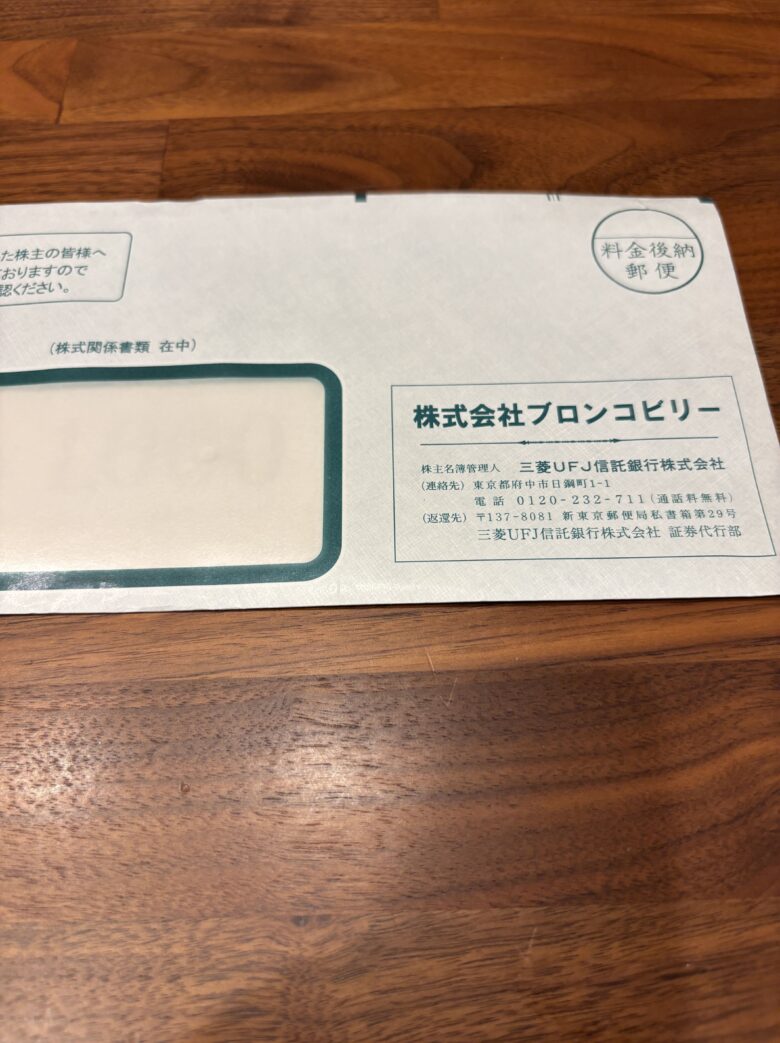 た株主の皆様へ
おりますので
認ください。
料金後納
郵便
(株式関係書類 在中)
株式会社ブロンコビリー
株主名簿管理人 三菱UFJ信託銀行株式会社
(連絡先) 東京都府中市日鋼町1-1
電話 0120-232-711(通話料無料)
(返還先) 〒137-8081 新東京郵便局私書箱第29号
三菱UFJ信託銀行株式会社 証券代行部